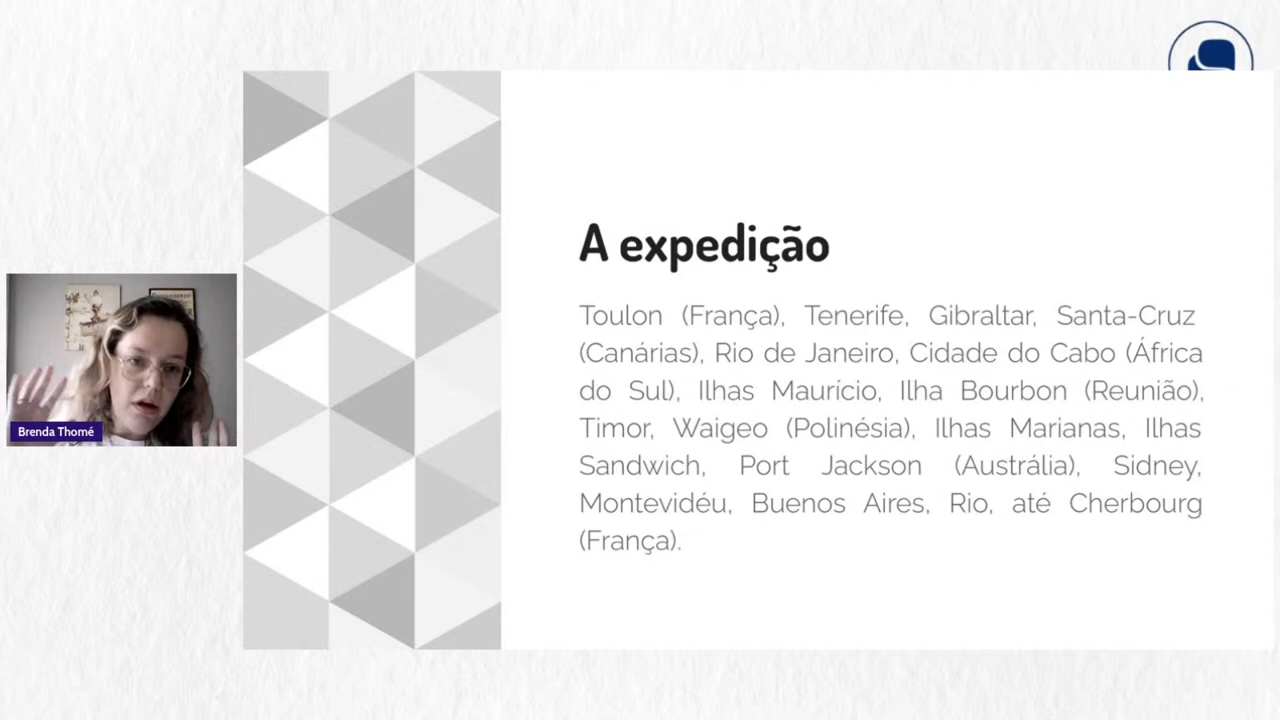 A expedição
Toulon (França), Tenerife, Gibraltar, Santa-Cruz
(Canárias), Rio de Janeiro, Cidade do Cabo (África
do Sul), Ilhas Maurício, Ilha Bourbon (Reunião),
Timor, Waigeo (Polinésia), Ilhas Marianas, Ilhas
Sandwich, Port Jackson (Austrália), Sidney,
Montevidéu, Buenos Aires, Rio, até Cherbourg
(França).
Brenda Thomé